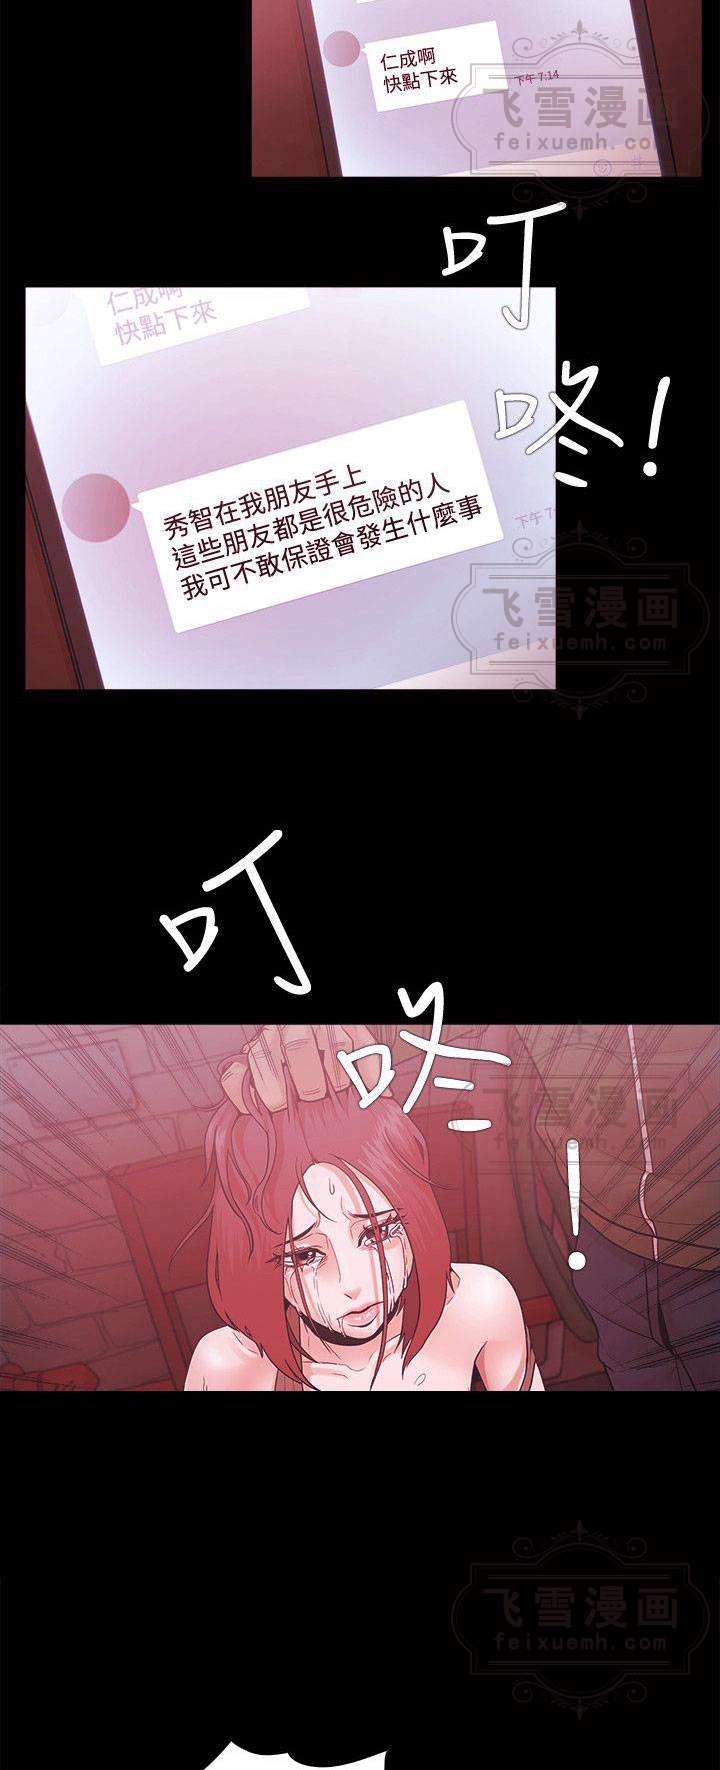 仁成啊
快點下來
下午 7:14
飞雪漫画
feixuemh.com
叮
仁成啊
快點下來
咚!
秀智在我朋友手上
這些朋友都是很危險的人
我可不敢保證會發生什麼事
下午 7:
飞雪漫画
feixuemh.com
叮
咚!
飞雪漫画
feixuemh.com
飞雪漫画
feixuemh.com